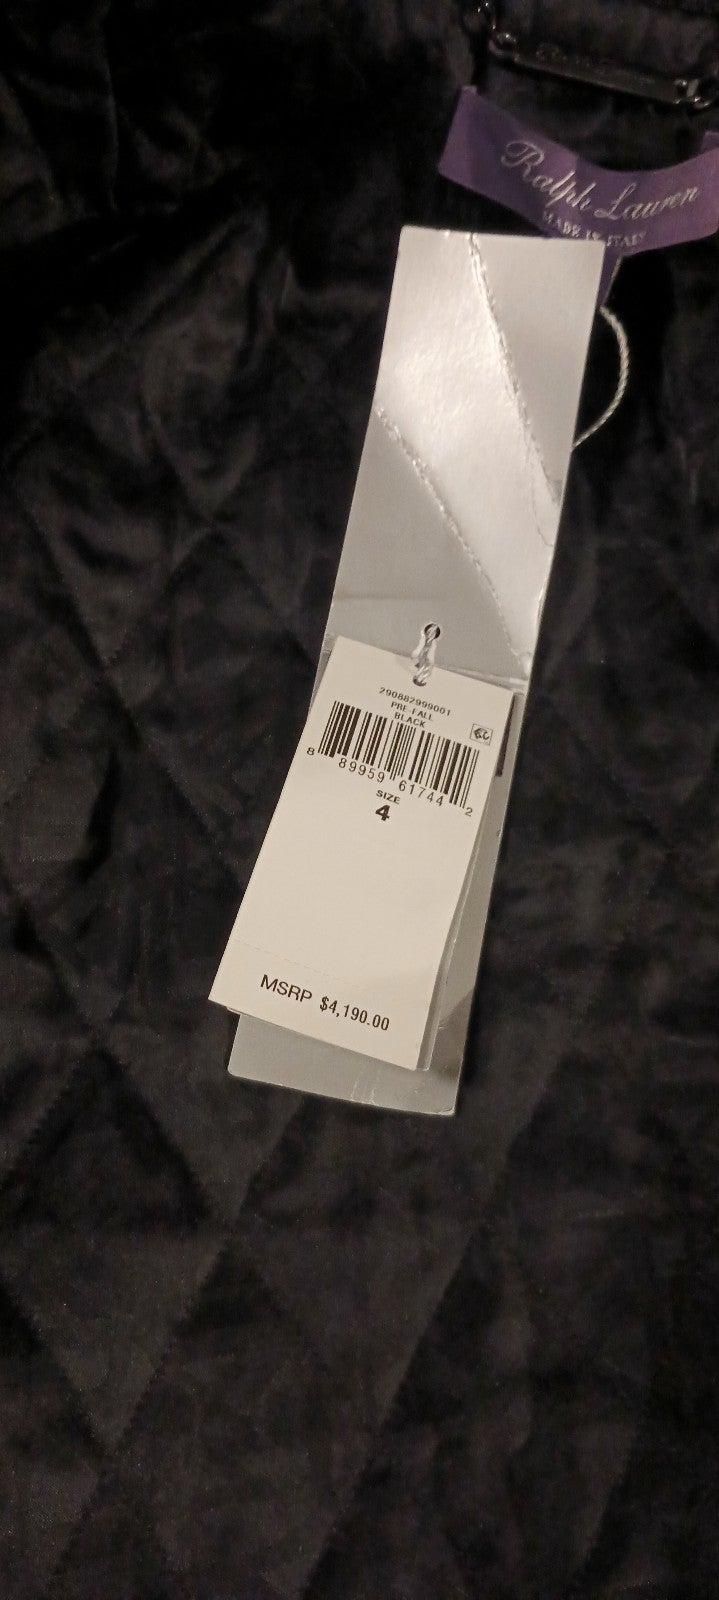 Ralph Lauren
MADE IN ITALY
290882999001
PRE-FALL
BLACK
8 89959 61744 2
SIZE
4
MSRP $4,190.00